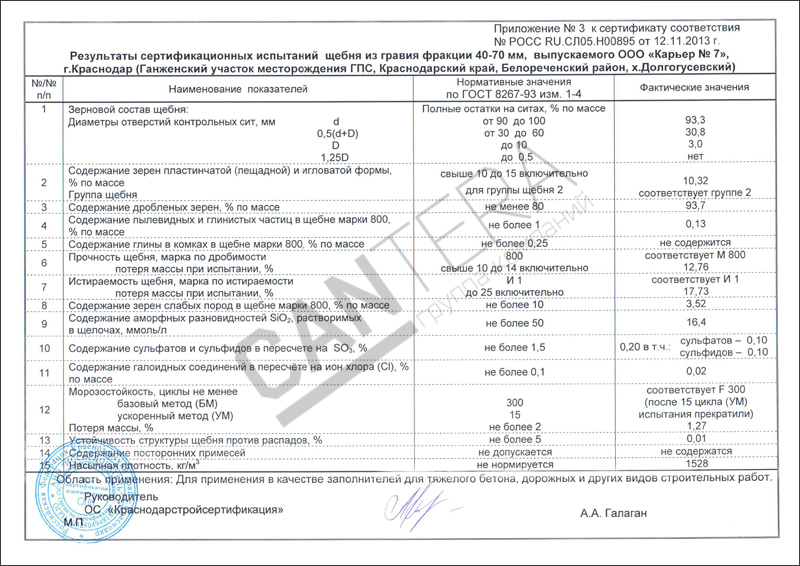 Приложение № 3 к сертификату соответствия
№ РОСС RU.СЛ05.Н00895 от 12.11.2013 г.
Результаты сертификационных испытаний щебня из гравия фракции 40-70 мм, выпускаемого ООО «Карьер № 7»,
г.Краснодар (Ганженский участок месторождения ГПС, Краснодарский край, Белореченский район, х.Долгогусевский)
№/№ п/п Наименование показателей Нормативные значения по ГОСТ 8267-93 изм. 1-4 Фактические значения
1 Зерновой состав щебня: Полные остатки на ситах, % по массе
Диаметры отверстий контрольных сит, мм d от 90 до 100 93,3
0,5(d+D) от 30 до 60 30,8
D до 10 3,0
1,25D до 0,5 нет
2 Содержание зерен пластинчатой (лещадной) и игловатой формы, свыше 10 до 15 включительно 10,32
% по массе
Группа щебня для группы щебня 2 соответствует группе 2
3 Содержание дробленых зерен, % по массе не менее 80 93,7
4 Содержание пылевидных и глинистых частиц в щебне марки 800, не более 1 0,13
% по массе
5 Содержание глины в комках в щебне марки 800, % по массе не более 0,25 не содержится
6 Прочность щебня, марка по дробимости 800 соответствует М 800
потеря массы при испытании, % свыше 10 до 14 включительно 12,76
7 Истираемость щебня, марка по истираемости И 1 соответствует И 1
потеря массы при испытании, % до 25 включительно 17,73
8 Содержание зерен слабых пород в щебне марки 800, % по массе не более 10 3,52
9 Содержание аморфных разновидностей SiO₂, растворимых не более 50 16,4
в щелочах, ммоль/л
10 Содержание сульфатов и сульфидов в пересчете на SO₃, % не более 1,5 0,20 в т.ч.: сульфатов – 0,10
сульфидов – 0,10
11 Содержание галоидных соединений в пересчёте на ион хлора (Cl), % не более 0,1 0,02
по массе
12 Морозостойкость, циклы не менее соответствует F 300
базовый метод (БМ) 300 (после 15 цикла (УМ)
ускоренный метод (УМ) 15 испытания прекратили)
Потеря массы, % не более 2 1,27
13 Устойчивость структуры щебня против распадов, % не более 5 0,01
14 Содержание посторонних примесей не допускается не содержатся
15 Насыпная плотность, кг/м³ не нормируется 1528
Область применения: Для применения в качестве заполнителей для тяжелого бетона, дорожных и других видов строительных работ.
Руководитель
ОС «Краснодарстройсертификация» А.А. Галаган
М.П
CANTERA
группа компаний